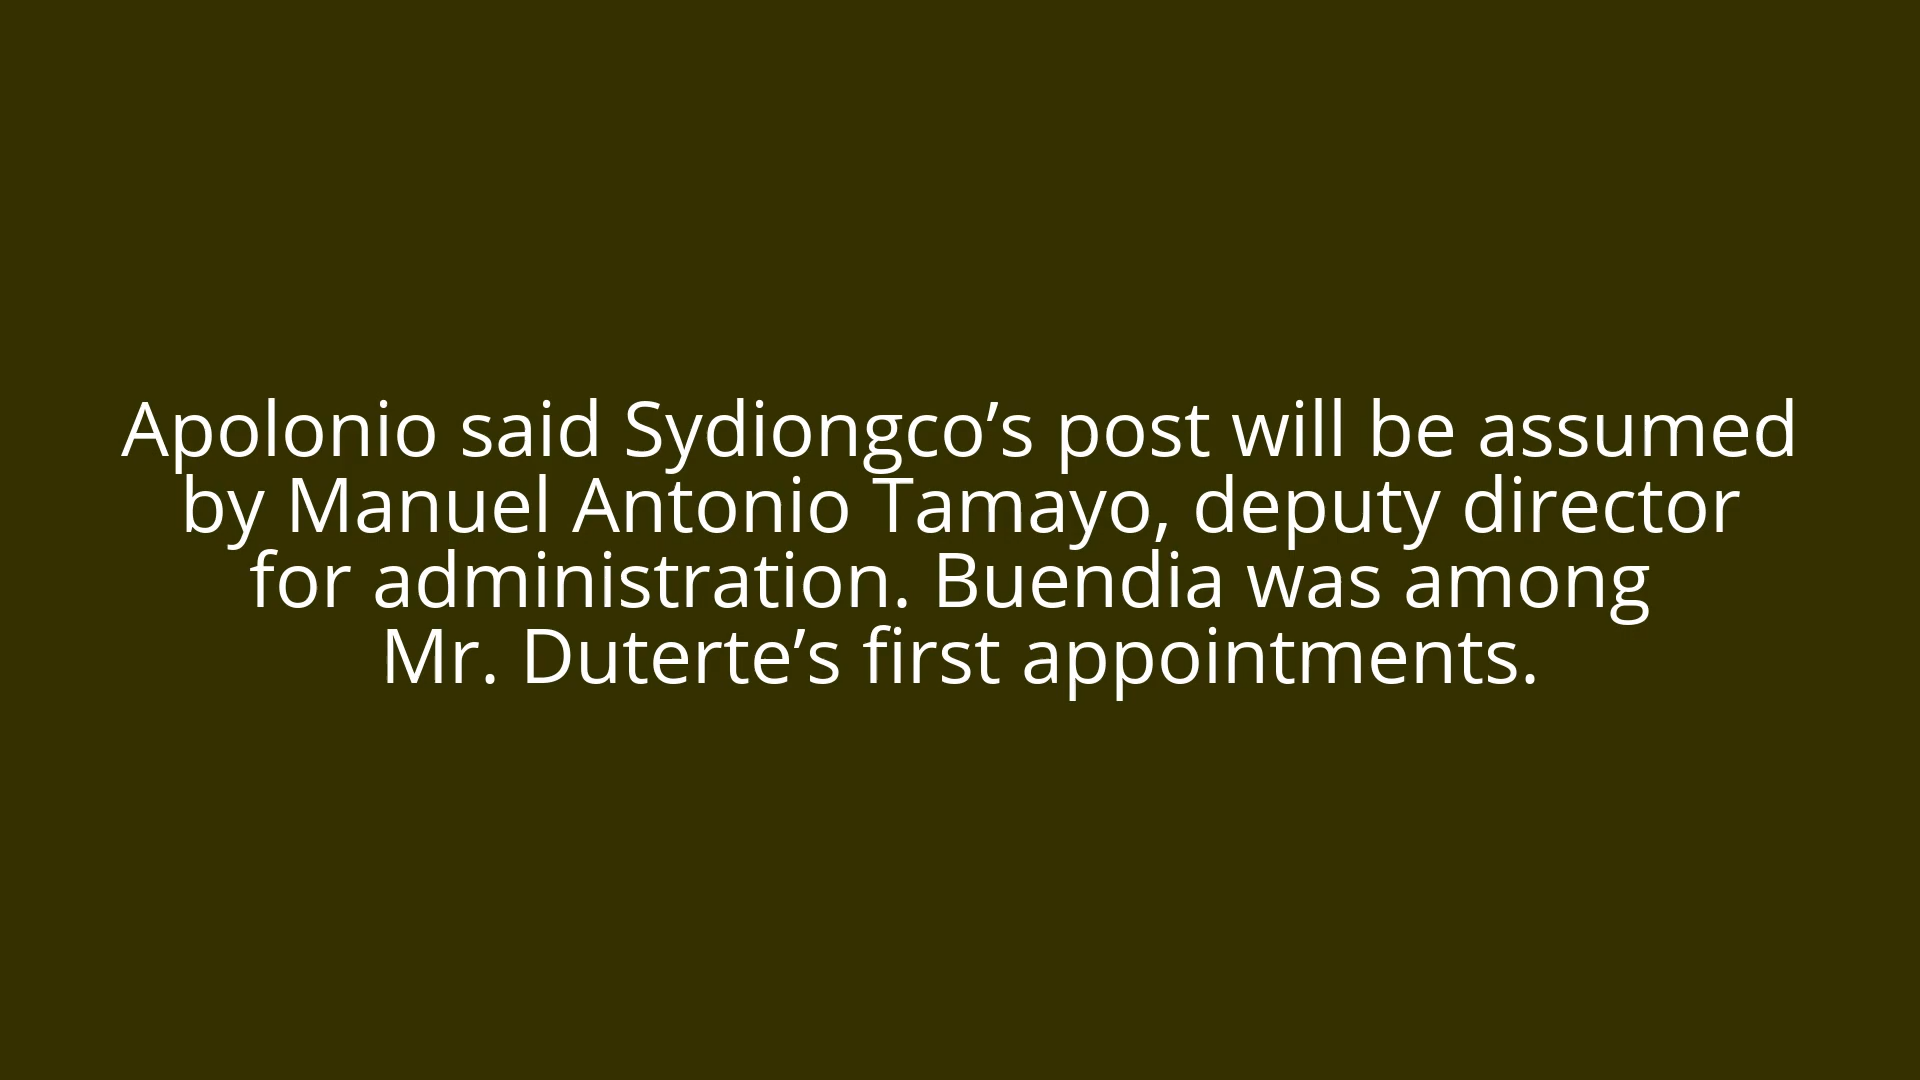 Apolonio said Sydiongco’s post will be assumed
by Manuel Antonio Tamayo, deputy director
for administration. Buendia was among
Mr. Duterte’s first appointments.